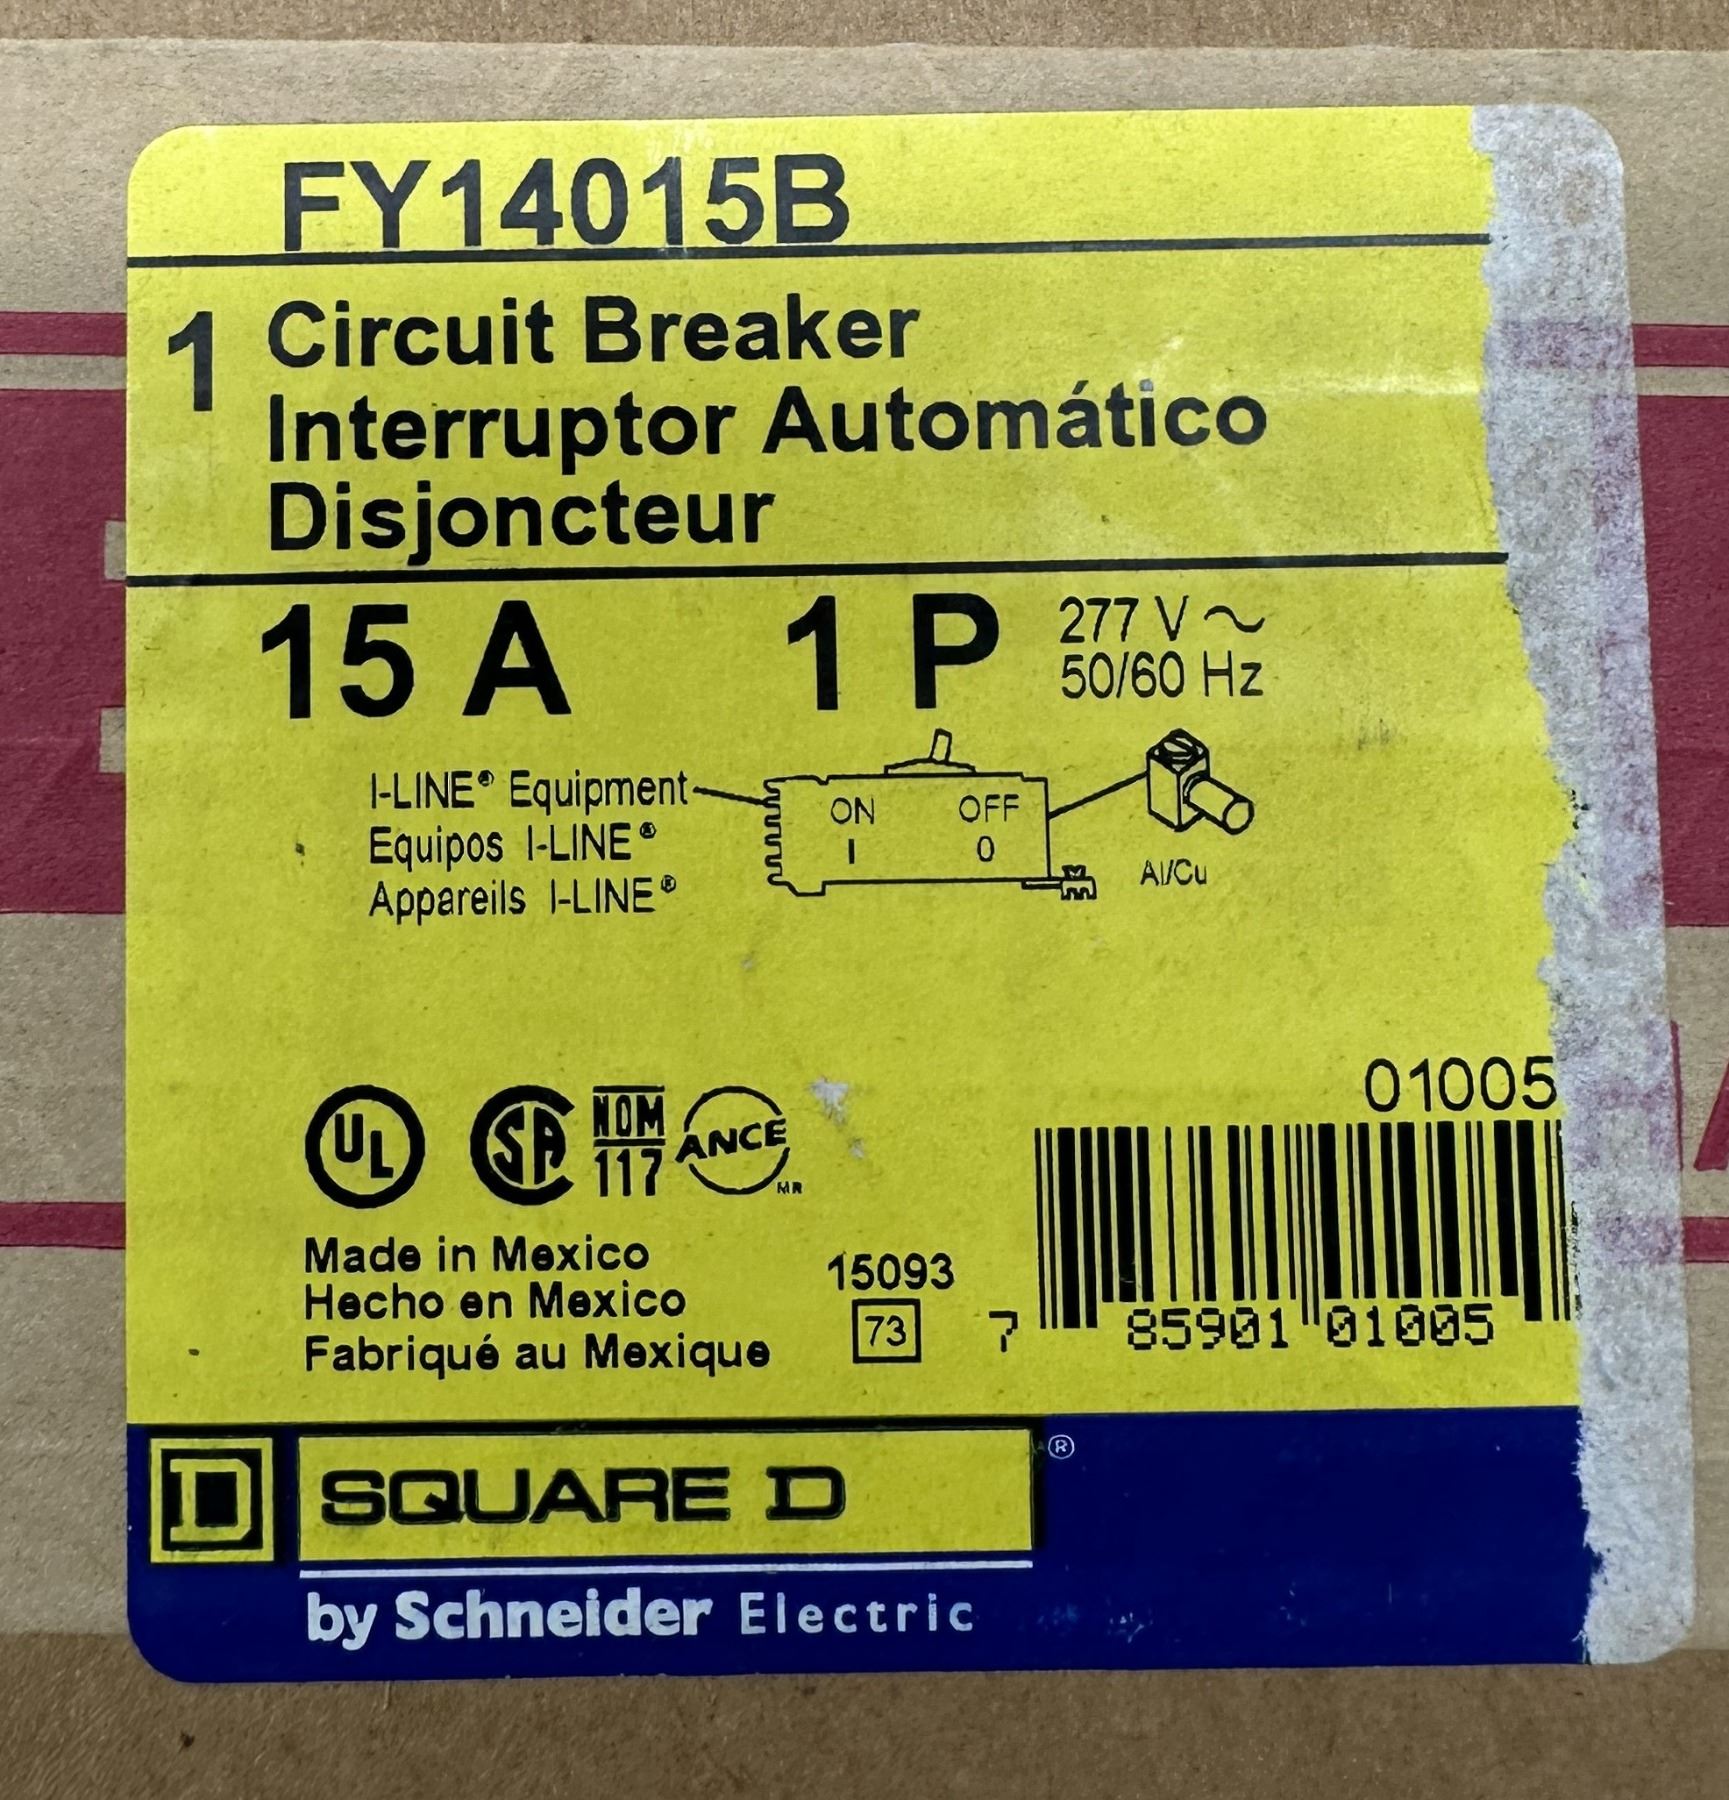 FY14015B
1 Circuit Breaker
Interruptor Automático
Disjoncteur
15 A 1 P 277 V ~
50/60 Hz
I-LINE® Equipment
Equipos I-LINE®
Appareils I-LINE®
ON OFF
I 0
Al/Cu
01005
UL SA NOM
117 ANCE MR
Made in Mexico
Hecho en Mexico
Fabriqué au Mexique
15093
73
7 85901 01005
D SQUARE D ®
by Schneider Electric